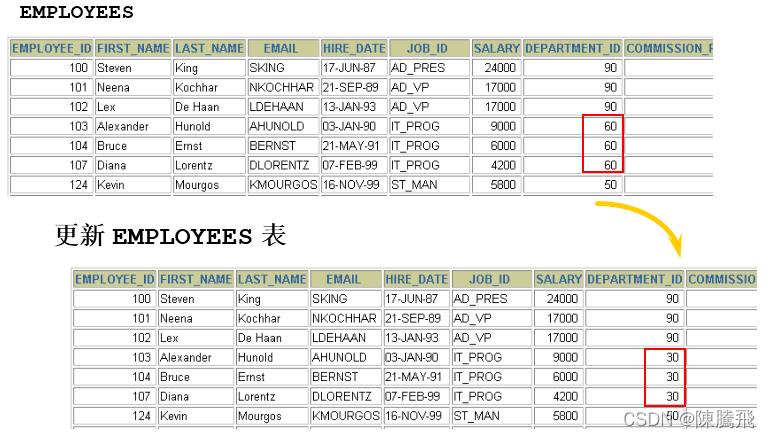 EMPLOYEES
EMPLOYEE_ID FIRST_NAME LAST_NAME EMAIL HIRE_DATE JOB_ID SALARY DEPARTMENT_ID
100 Steven King SKING 17-JUN-87 AD_PRES 24000 90
101 Neena Kochhar NKOCHHAR 21-SEP-89 AD_VP 17000 90
102 Lex De Haan LDEHAAN 13-JAN-93 AD_VP 17000 90
103 Alexander Hunold AHUNOLD 03-JAN-90 IT_PROG 9000 60
104 Bruce Ernst BERNST 21-MAY-91 IT_PROG 6000 60
107 Diana Lorentz DLORENTZ 07-FEB-99 IT_PROG 4200 60
124 Kevin Mourgos KMOURGOS 16-NOV-99 ST_MAN 5800 50
更新 EMPLOYEES 表
EMPLOYEE_ID FIRST_NAME LAST_NAME EMAIL HIRE_DATE JOB_ID SALARY DEPARTMENT_ID
100 Steven King SKING 17-JUN-87 AD_PRES 24000 90
101 Neena Kochhar NKOCHHAR 21-SEP-89 AD_VP 17000 90
102 Lex De Haan LDEHAAN 13-JAN-93 AD_VP 17000 90
103 Alexander Hunold AHUNOLD 03-JAN-90 IT_PROG 9000 30
104 Bruce Ernst BERNST 21-MAY-91 IT_PROG 6000 30
107 Diana Lorentz DLORENTZ 07-FEB-99 IT_PROG 4200 30
124 Kevin Mourgos KMOURGOS 16-NOV-99 ST_MAN 5800 50
CSDN @陳騰飛